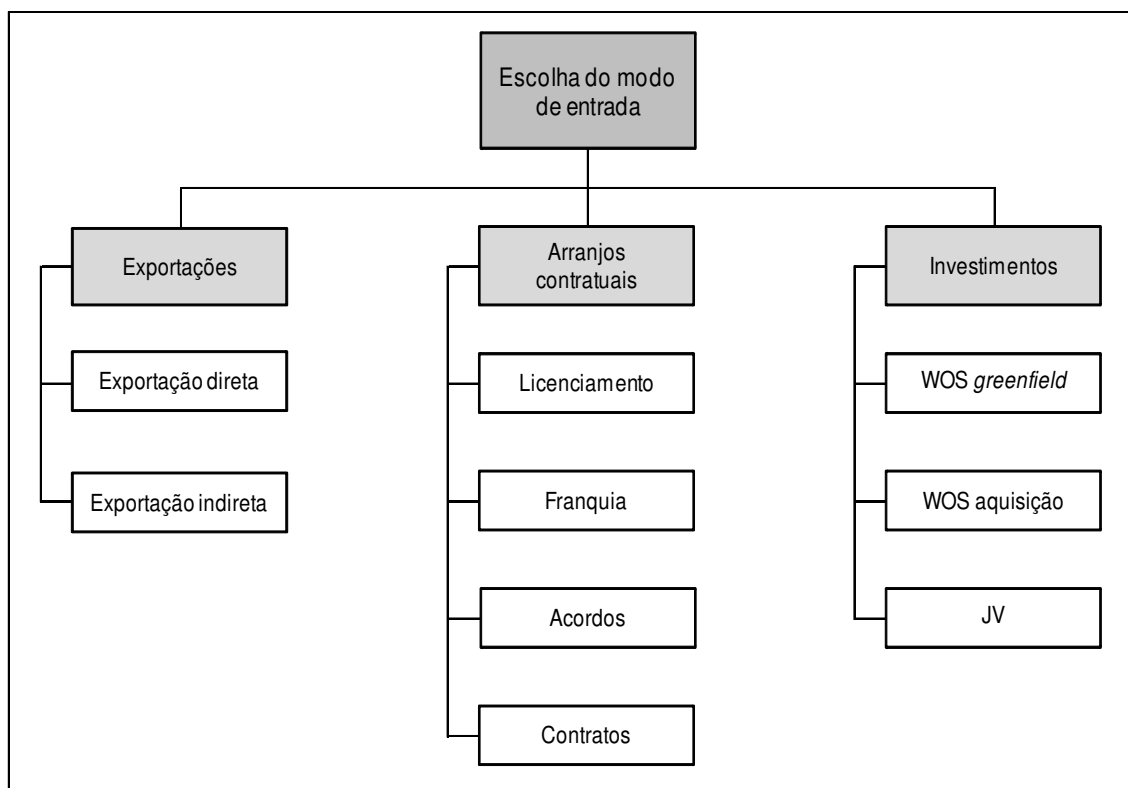 Escolha do modo
de entrada
Exportações
Arranjos
contratuais
Investimentos
Exportação direta
Licenciamento
WOS greenfield
Exportação indireta
Franquia
WOS aquisição
Acordos
JV
Contratos